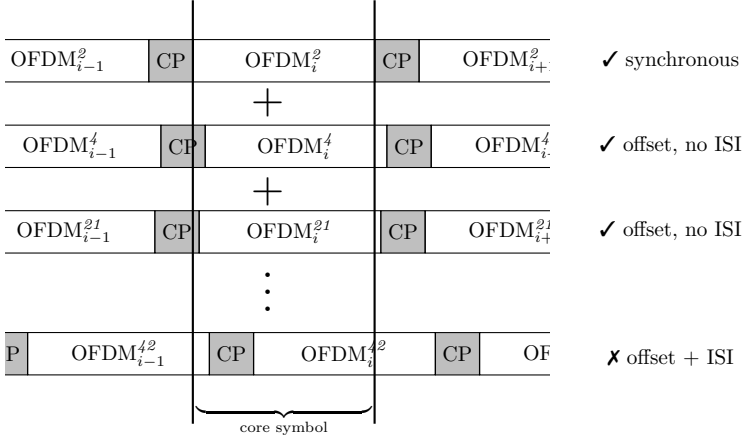 OFDM²ᵢ₋₁ CP OFDM²ᵢ CP OFDM²ᵢ₊₁ ✓ synchronous
+
OFDM⁴ᵢ₋₁ CP OFDM⁴ᵢ CP OFDM⁴ᵢ ✓ offset, no ISI
+
OFDM²¹ᵢ₋₁ CP OFDM²¹ᵢ CP OFDM²¹ᵢ₊ ✓ offset, no ISI
⋮
P OFDM⁴²ᵢ₋₁ CP OFDM⁴²ᵢ CP OF ✗ offset + ISI
core symbol